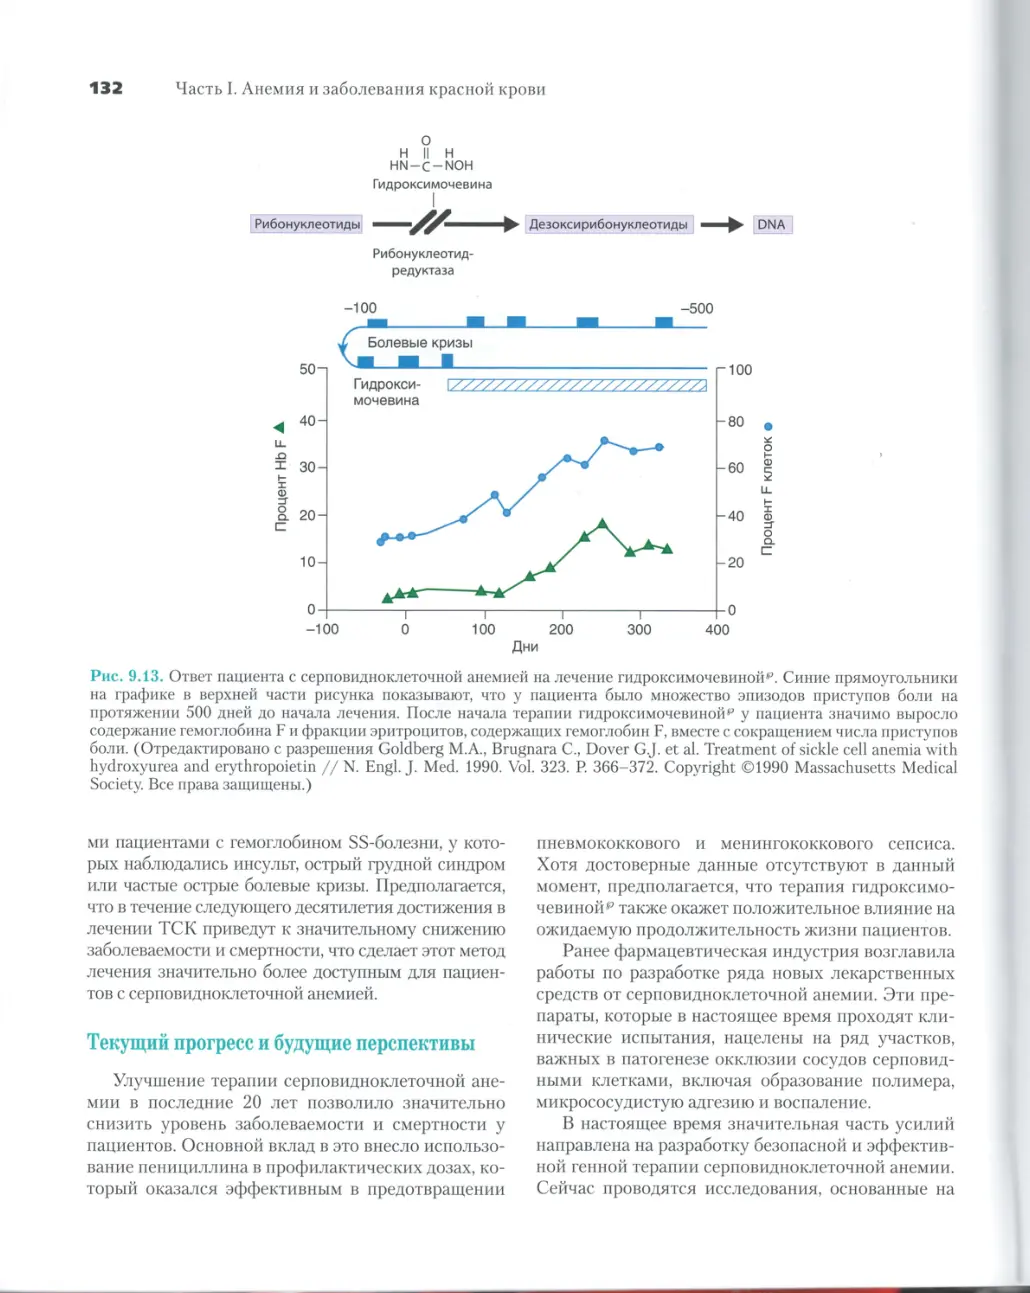 132 Часть I. Анемия и заболевания красной крови
O
H || H
HN—C—NOH
Гидроксимочевина
Рибонуклеотиды
Дезоксирибонуклеотиды
DNA
Рибонуклеотид-
редуктаза
–100 –500
Болевые кризы
Гидрокси-
мочевина
50
40
30
20
10
0
Процент Hb F
100
80
60
40
20
0
Процент F клеток
–100 0 100 200 300 400
Дни
Рис. 9.13. Ответ пациента с серповидноклеточной анемией на лечение гидроксимочевиной℘. Синие прямоугольники
на графике в верхней части рисунка показывают, что у пациента было множество эпизодов приступов боли на
протяжении 500 дней до начала лечения. После начала терапии гидроксимочевиной℘ у пациента значимо выросло
содержание гемоглобина F и фракции эритроцитов, содержащих гемоглобин F, вместе с сокращением числа приступов
боли. (Отредактировано с разрешения Goldberg M.A., Brugnara C., Dover G.J. et al. Treatment of sickle cell anemia with
hydroxyurea and erythropoietin // N. Engl. J. Med. 1990. Vol. 323. P. 366–372. Copyright ©1990 Massachusetts Medical
Society. Все права защищены.)
ми пациентами с гемоглобином SS-болезни, у кото-
рых наблюдались инсульт, острый грудной синдром
или частые острые болевые кризы. Предполагается,
что в течение следующего десятилетия достижения в
лечении ТСК приведут к значительному снижению
заболеваемости и смертности, что сделает этот метод
лечения значительно более доступным для пациен-
тов с серповидноклеточной анемией.
Текущий прогресс и будущие перспективы
Улучшение терапии серповидноклеточной ане-
мии в последние 20 лет позволило значительно
снизить уровень заболеваемости и смертности у
пациентов. Основной вклад в это внесло использо-
вание пенициллина в профилактических дозах, ко-
торый оказался эффективным в предотвращении
пневмококкового и менингококкового сепсиса.
Хотя достоверные данные отсутствуют в данный
момент, предполагается, что терапия гидроксимо-
чевиной℘ также окажет положительное влияние на
ожидаемую продолжительность жизни пациентов.
Ранее фармацевтическая индустрия возглавила
работы по разработке ряда новых лекарственных
средств от серповидноклеточной анемии. Эти пре-
параты, которые в настоящее время проходят кли-
нические испытания, нацелены на ряд участков,
важных в патогенезе окклюзии сосудов серповид-
ными клетками, включая образование полимера,
микрососудистую адгезию и воспаление.
В настоящее время значительная часть усилий
направлена на разработку безопасной и эффектив-
ной генной терапии серповидноклеточной анемии.
Сейчас проводятся исследования, основанные на